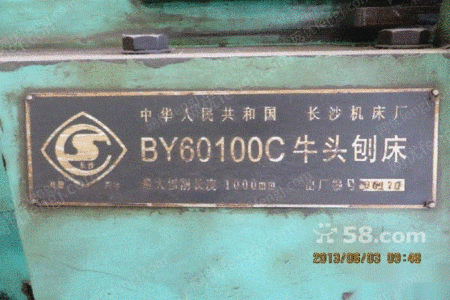 中华人民共和国 长沙机床厂
BY60100C 牛头刨床
最大刨削长度 1000mm 出厂编号
58.com
2013/06/03 09:48